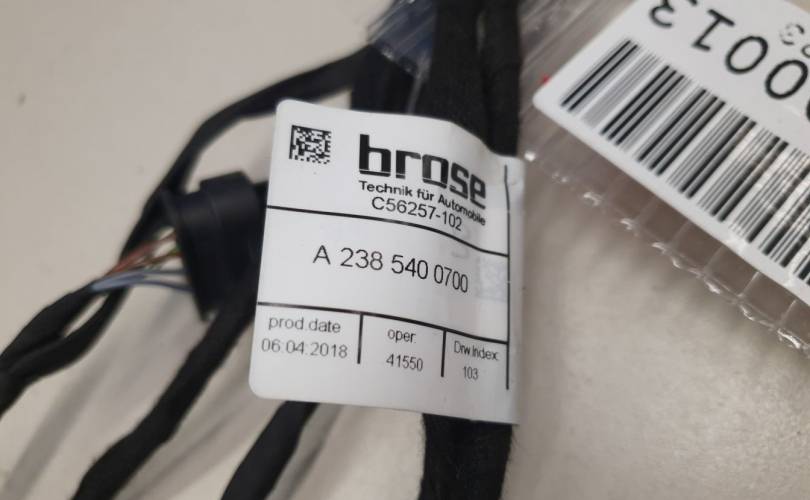 brose
Technik für Automobile
C56257-102
A 238 540 0700
prod.date
06.04.2018
oper.
41550
Drw.Index:
103
0013